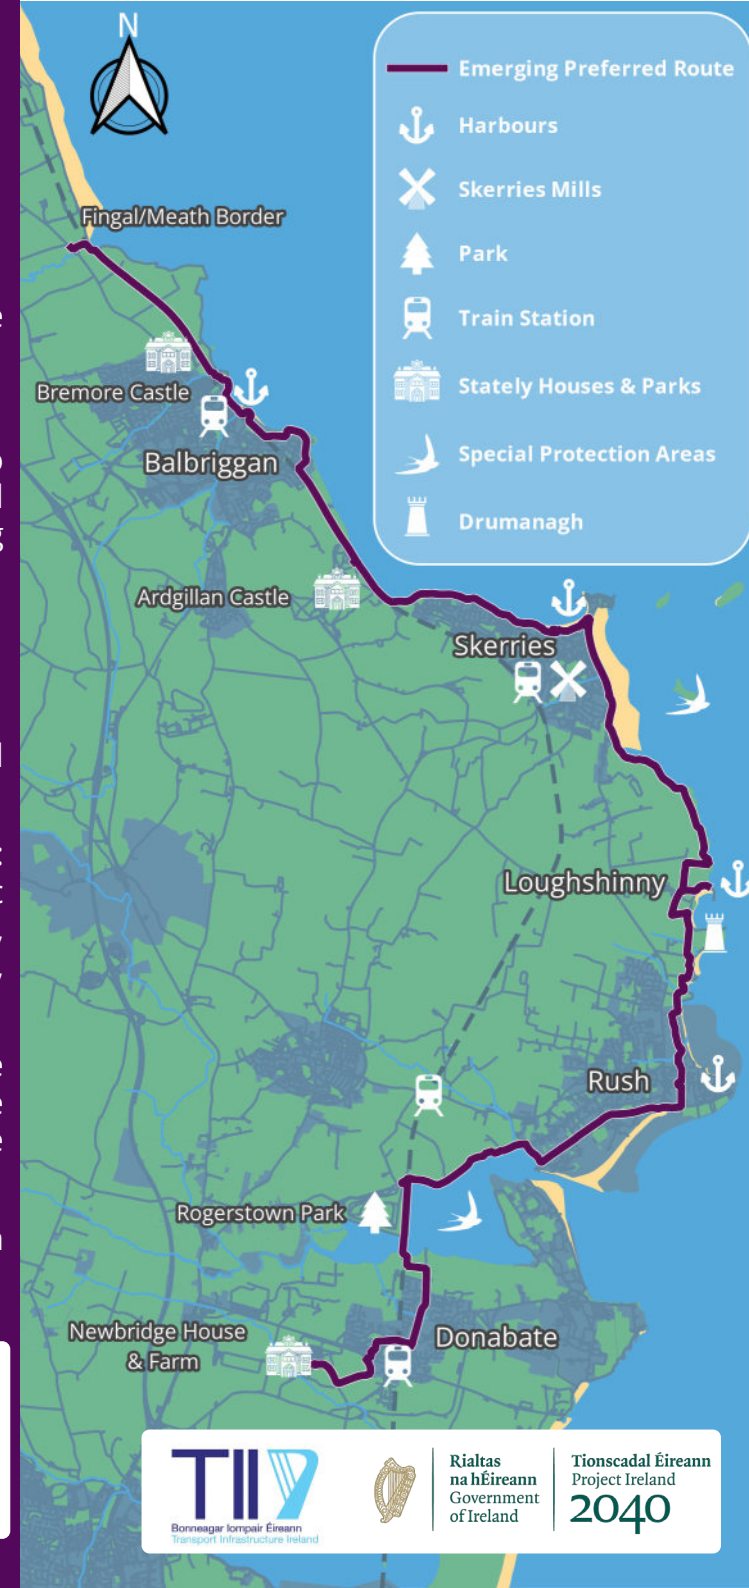 N
Emerging Preferred Route
Harbours
Skerries Mills
Park
Train Station
Stately Houses & Parks
Special Protection Areas
Drumanagh
Fingal/Meath Border
Bremore Castle
Balbriggan
Ardgillan Castle
Skerries
Loughshinny
Rush
Rogerstown Park
Newbridge House
& Farm
Donabate
TII
Bonneagar Iompair Éireann
Transport Infrastructure Ireland
Rialtas
na hÉireann
Government
of Ireland
Tionscadal Éireann
Project Ireland
2040